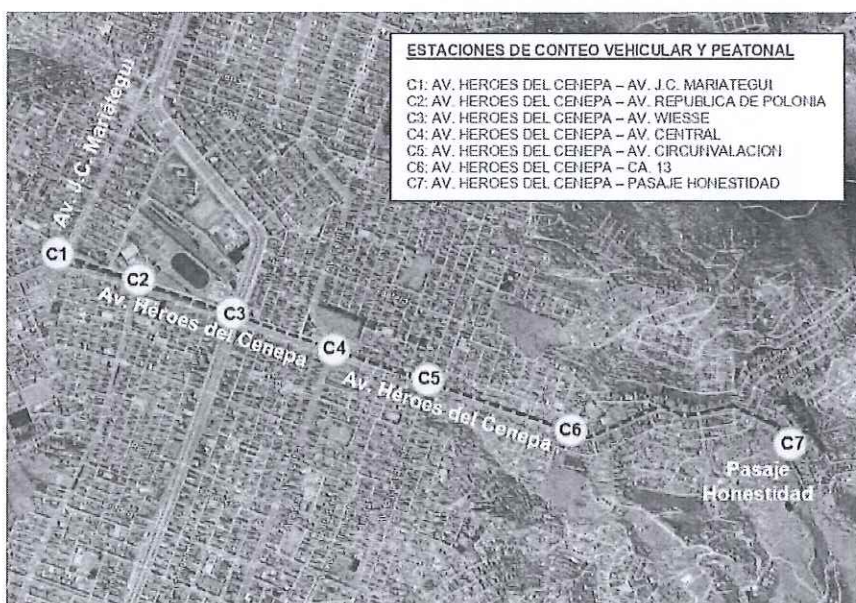 ESTACIONES DE CONTEO VEHICULAR Y PEATONAL
C1: AV. HEROES DEL CENEPA – AV. J.C. MARIATEGUI
C2: AV. HEROES DEL CENEPA – AV. REPUBLICA DE POLONIA
C3: AV. HEROES DEL CENEPA – AV. WIESSE
C4: AV. HEROES DEL CENEPA – AV. CENTRAL
C5: AV. HEROES DEL CENEPA – AV. CIRCUNVALACION
C6: AV. HEROES DEL CENEPA – CA. 13
C7: AV. HEROES DEL CENEPA – PASAJE HONESTIDAD
Av. J.C. Mariategui
C1
C2
Av. Héroes del Cenepa
C3
C4
Av. Héroes del Cenepa
C5
C6
C7
Pasaje
Honestidad